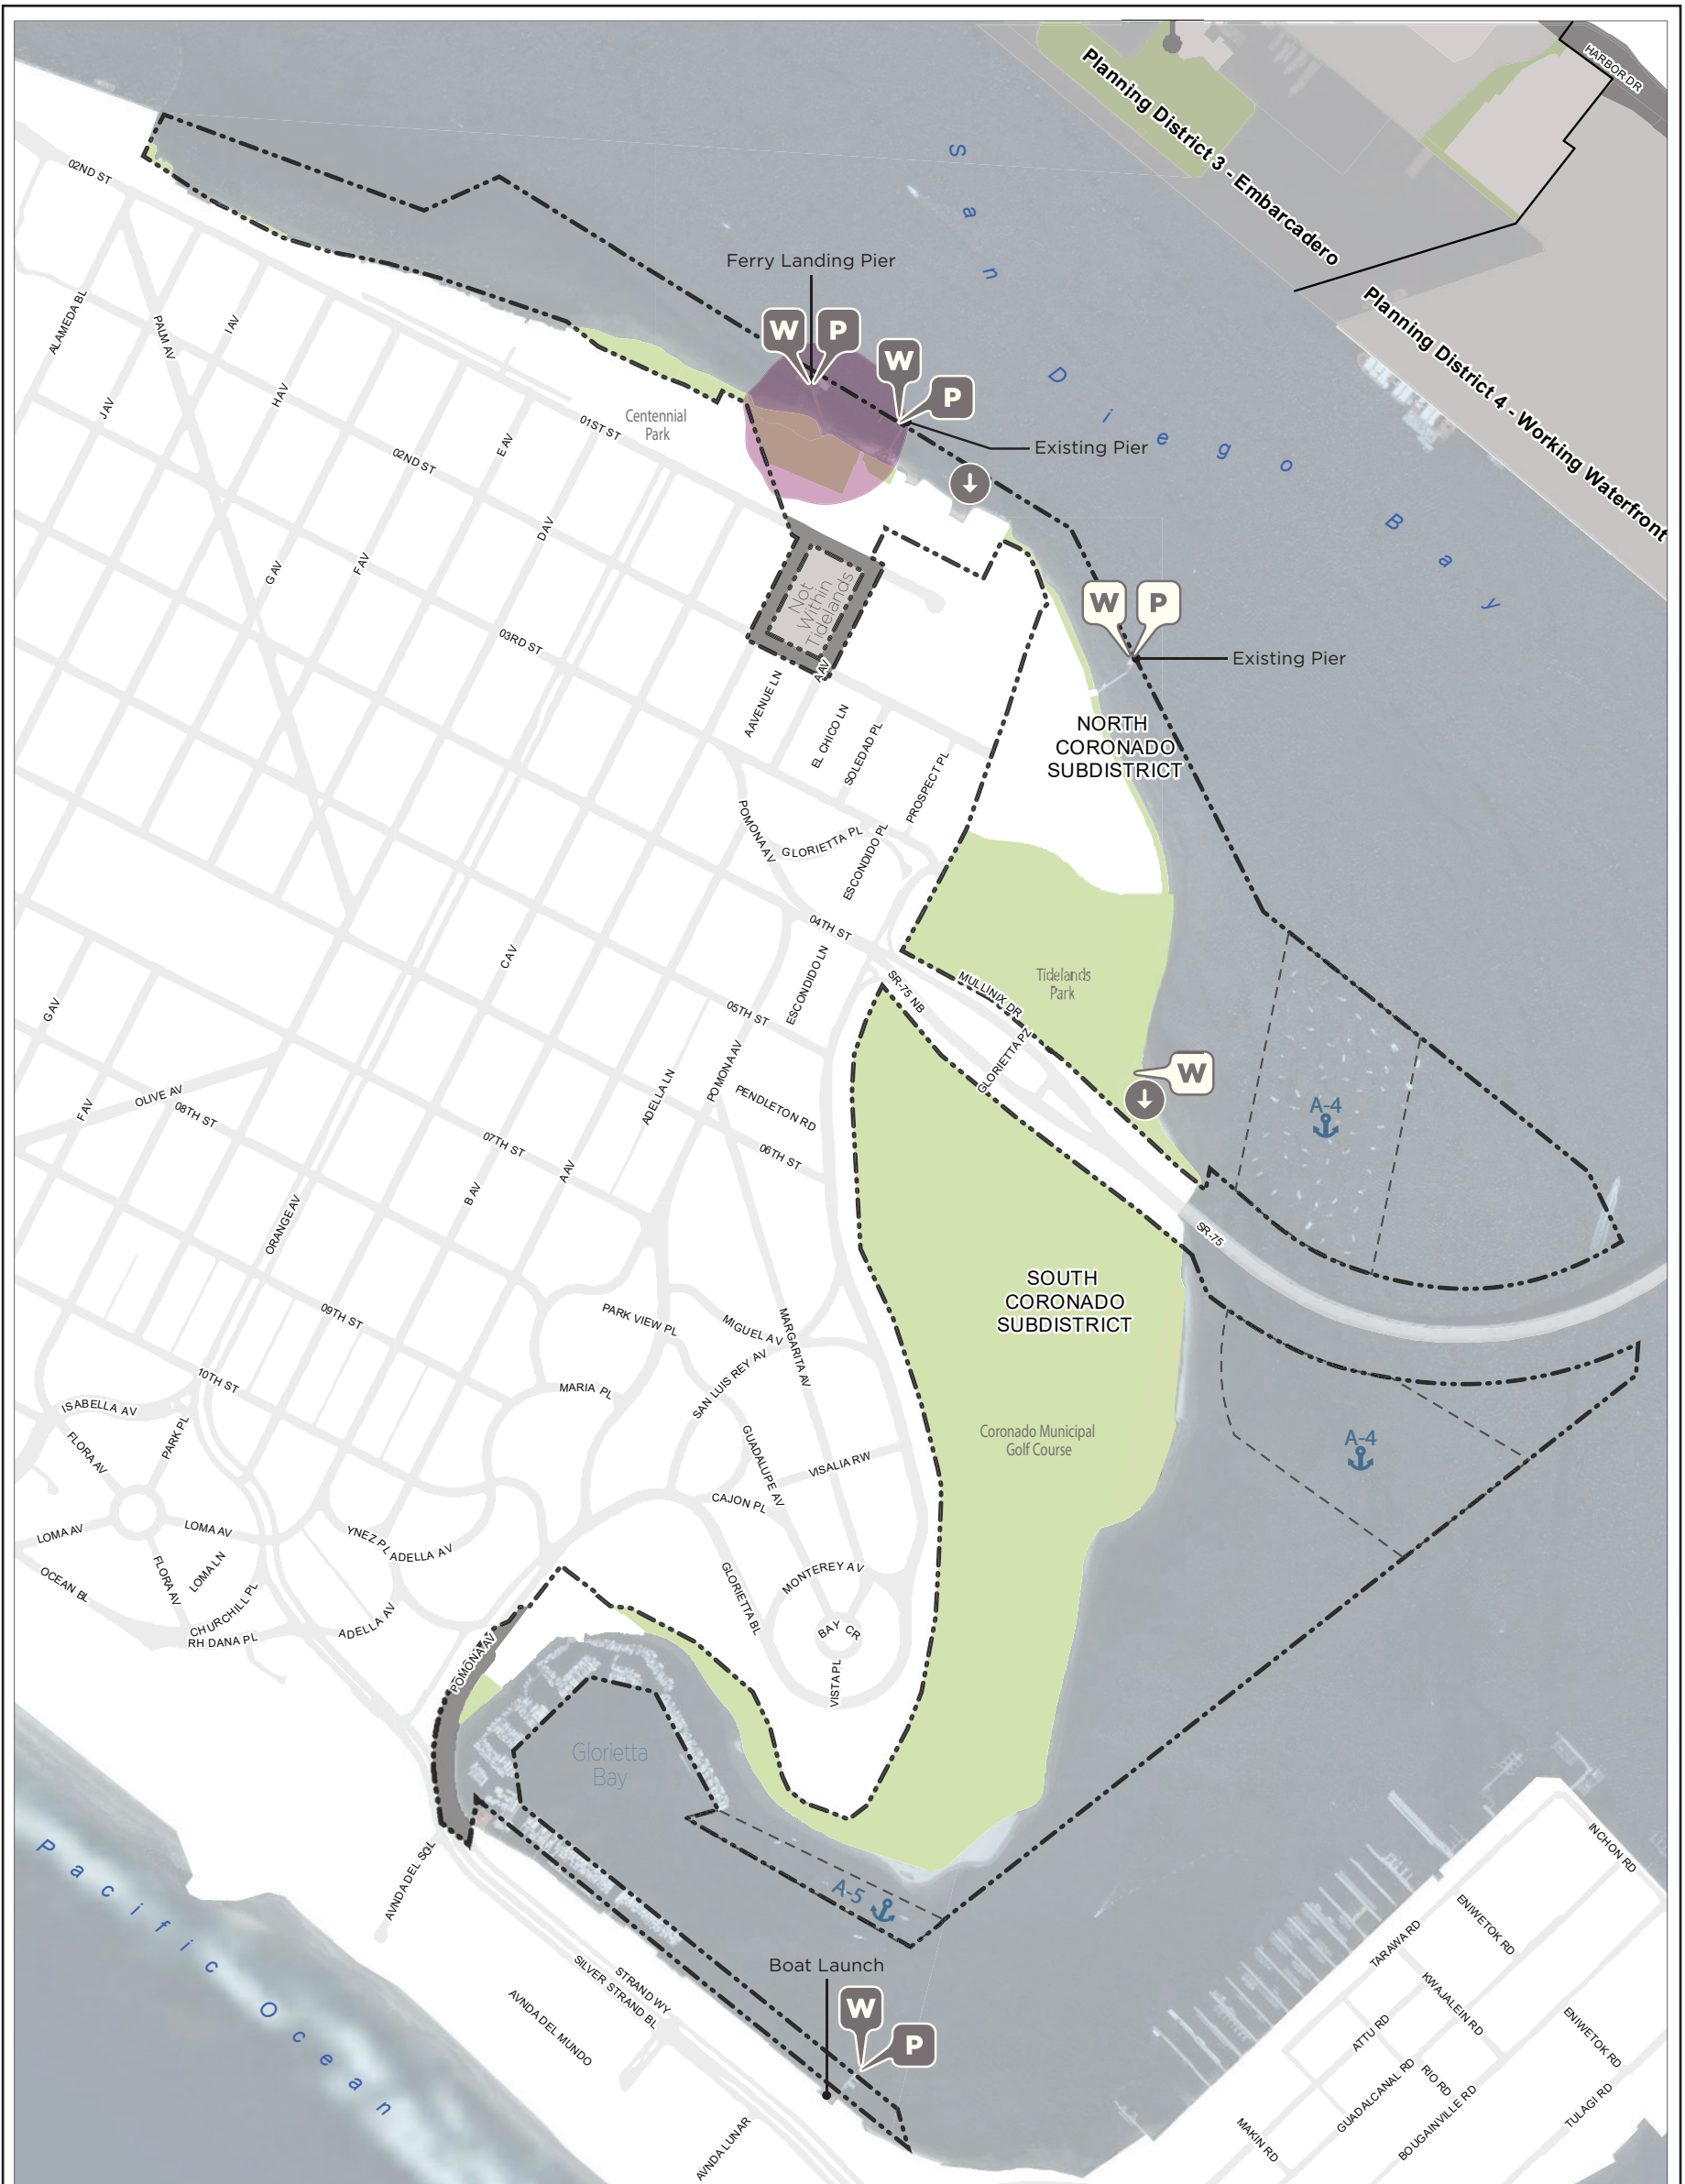 HARBOR DR
Planning District 3 - Embarcadero
Planning District 4 - Working Waterfront
San Diego Bay
02ND ST
Ferry Landing Pier
W
P
W
P
Existing Pier
ALAMEDA BL
PALM AV
I AV
J AV
H AV
Centennial
Park
01ST ST
E AV
02ND ST
D AV
F AV
G AV
Not
Within
Tidelands
W
P
Existing Pier
03RD ST
A AV
A AVENUE LN
EL CHICO LN
SOLEDAD PL
PROSPECT PL
NORTH
CORONADO
SUBDISTRICT
POMONA AV
GLORIETTA PL
ESCONDIDO PL
04TH ST
C AV
ESCONDIDO LN
SR-75 NB
MULLINIX DR
Tidelands
Park
G AV
05TH ST
GLORIETTA PZ
W
A-4
OLIVE AV
F AV
08TH ST
ADELLA LN
POMONA AV
PENDLETON RD
07TH ST
06TH ST
A AV
B AV
ORANGE AV
SR-75
SOUTH
CORONADO
SUBDISTRICT
09TH ST
PARK VIEW PL
MIGUEL AV
MARGARITA AV
10TH ST
MARIA PL
SAN LUIS REY AV
ISABELLA AV
FLORA AV
PARK PL
GUADALUPE AV
VISALIA RW
Coronado Municipal
Golf Course
A-4
CAJON PL
LOMA AV
LOMA AV
YNEZ PL
ADELLA AV
OCEAN BL
FLORA AV
LOMA LN
CHURCHILL PL
RH DANA PL
ADELLA AV
GLORIETTA BL
MONTEREY AV
BAY CR
VISTA PL
POMONA AV
Glorietta
Bay
A-5
Pacific Ocean
AVNDA DEL SOL
STRAND WY
SILVER STRAND BL
AVNDA DEL MUNDO
AVNDA LUNAR
Boat Launch
W
P
INCHON RD
ENIWETOK RD
TARAWA RD
KWAJALEIN RD
ENIWETOK RD
ATTU RD
RIO RD
GUADALCANAL RD
BOUGAINVILLE RD
TULAGI RD
MAKIN RD